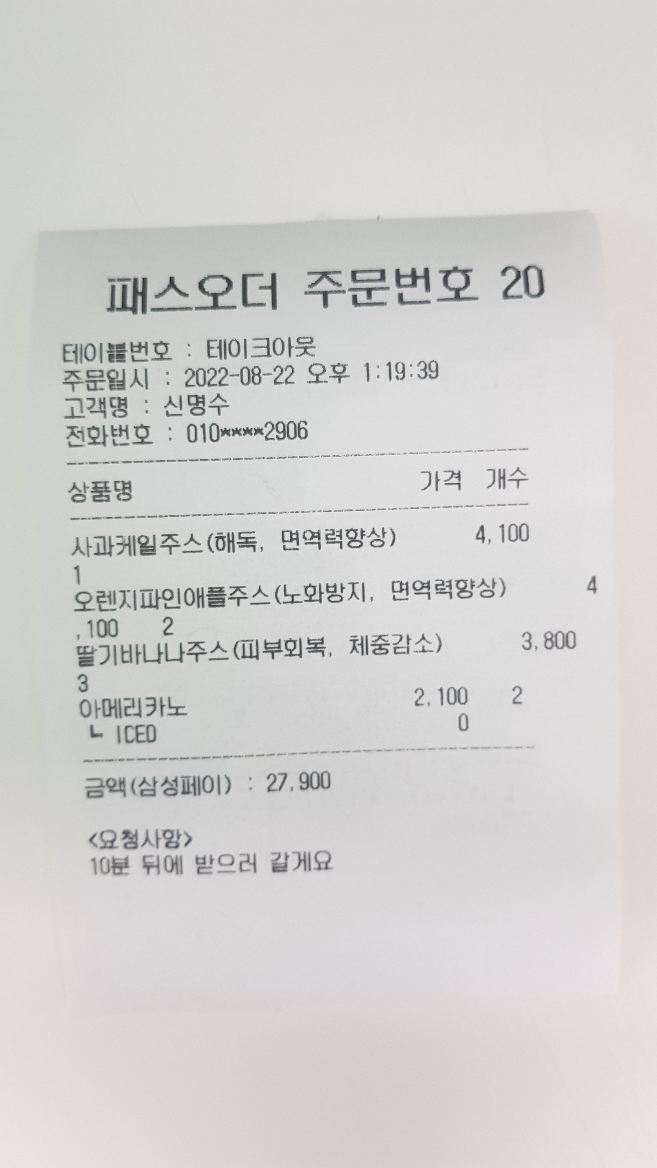 패스오더 주문번호 20
테이블번호 : 테이크아웃
주문일시 : 2022-08-22 오후 1:19:39
고객명 : 신명수
전화번호 : 010****2906
상품명 가격 개수
사과케일주스(해독, 면역력향상) 4,100
1
오렌지파인애플주스(노화방지, 면역력향상) 4
,100 2
딸기바나나주스(피부회복, 체중감소) 3,800
3
아메리카노 2,100 2
┗ ICED 0
금액(삼성페이) : 27,900
<요청사항>
10분 뒤에 받으러 갈게요